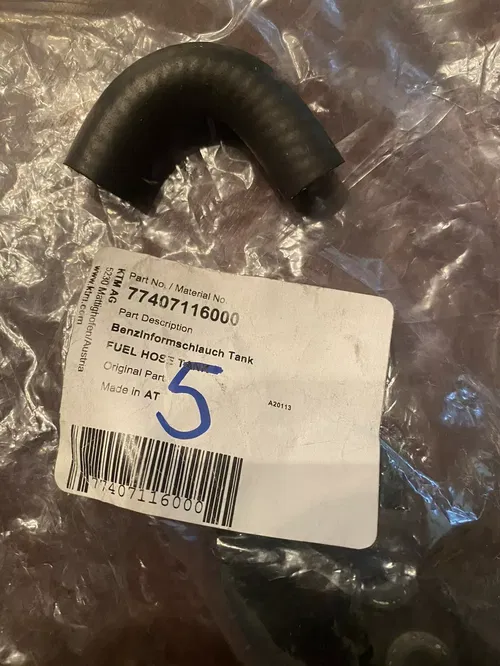 KTM AG
5230 Mattighofen/Austria
www.ktm.com
Part No. / Material No.
77407116000
Part Description
Benzinformschlauch Tank
FUEL HOSE TANK
Original Part
Made in AT
A20113
5
77407116000